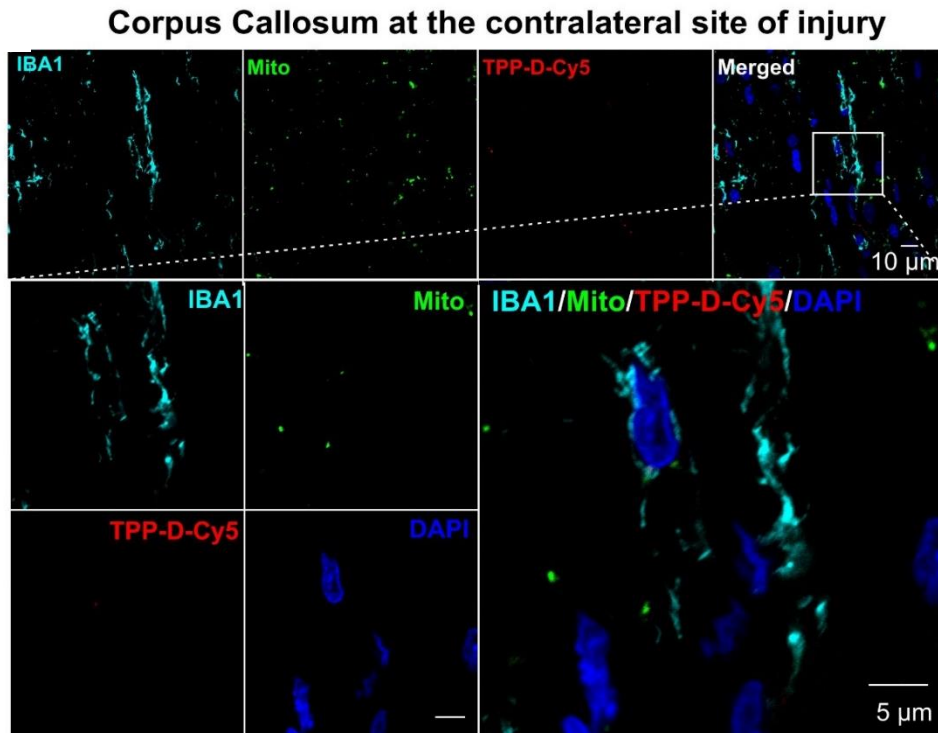 Corpus Callosum at the contralateral site of injury
IBA1 Mito TPP-D-Cy5 Merged
10 µm
IBA1 Mito IBA1/Mito/TPP-D-Cy5/DAPI
TPP-D-Cy5 DAPI
5 µm